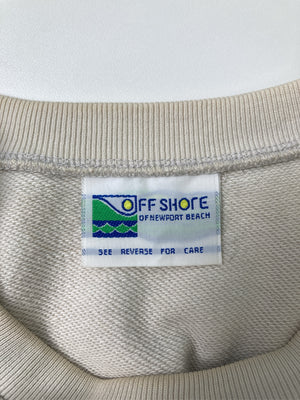 OFF SHORE
OF NEWPORT BEACH
SEE REVERSE FOR CARE